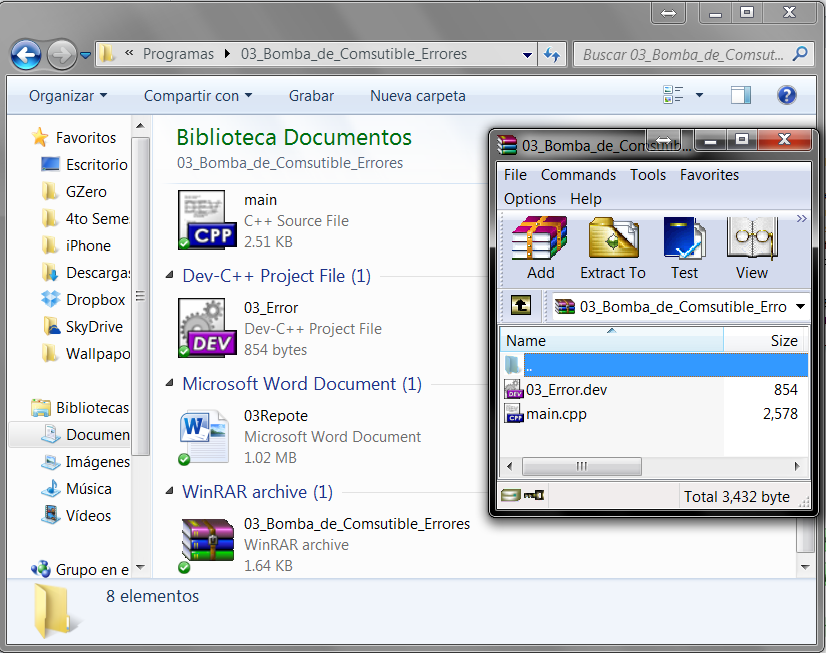 « Programas 03_Bomba_de_Comsutible_Errores
Buscar 03_Bomba_de_Comsut...
Organizar Compartir con Grabar Nueva carpeta
Favoritos
Escritorio
GZero
4to Seme
iPhone
Descargas
Dropbox
SkyDrive
Wallpapo
Bibliotecas
Documen
Imágenes
Música
Vídeos
Grupo en e
Biblioteca Documentos
03_Bomba_de_Comsutible_Errores
main
C++ Source File
2.51 KB
Dev-C++ Project File (1)
03_Error
Dev-C++ Project File
854 bytes
Microsoft Word Document (1)
03Repote
Microsoft Word Document
1.02 MB
WinRAR archive (1)
03_Bomba_de_Comsutible_Errores
WinRAR archive
1.64 KB
8 elementos
03_Bomba_de_Comsutib...
File Commands Tools Favorites
Options Help
Add Extract To Test View
03_Bomba_de_Comsutible_Erro
Name Size
..
03_Error.dev 854
main.cpp 2,578
Total 3,432 byte